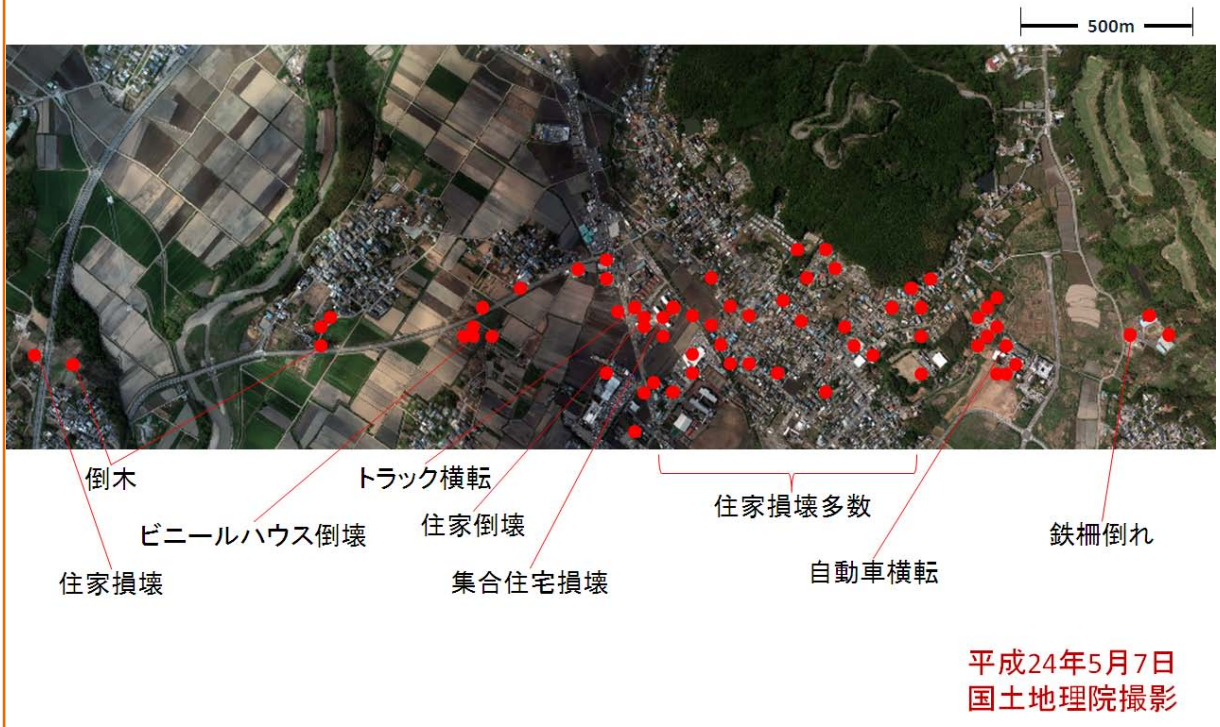 500m
倒木
トラック横転
住家損壊多数
ビニールハウス倒壊
住家倒壊
鉄柵倒れ
住家損壊
集合住宅損壊
自動車横転
平成24年5月7日
国土地理院撮影